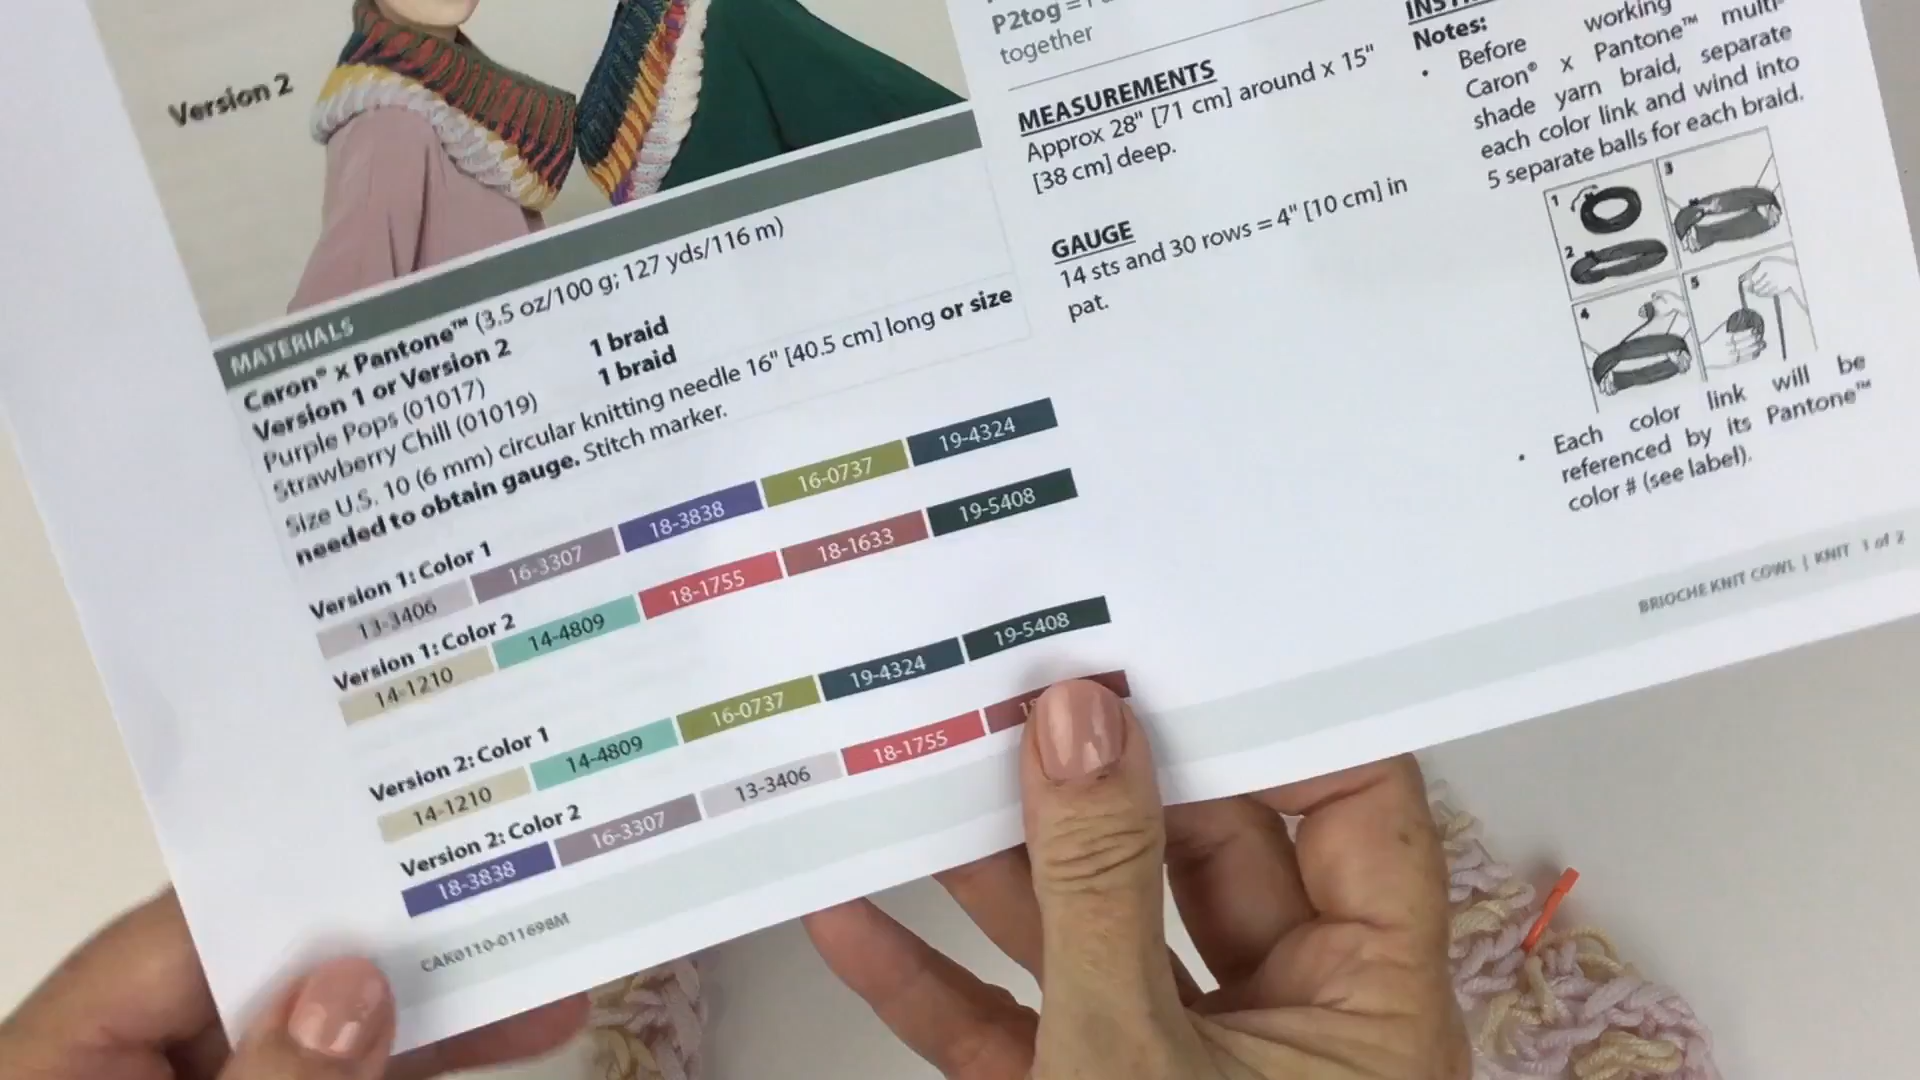 Version 2
MATERIALS
Caron® x Pantone™ (3.5 oz/100 g; 127 yds/116 m)
Version 1 or Version 2
Purple Pops (01017) 1 braid
Strawberry Chill (01019) 1 braid
Size U.S. 10 (6 mm) circular knitting needle 16" [40.5 cm] long or size
needed to obtain gauge. Stitch marker.
Version 1: Color 1
13-3406 16-3307 18-3838 16-0737 19-4324
Version 1: Color 2
14-1210 14-4809 18-1755 18-1633 19-5408
Version 2: Color 1
14-1210 14-4809 16-0737 19-4324 19-5408
Version 2: Color 2
18-3838 16-3307 13-3406 18-1755
CAK0110-011698M
P2tog =
together
MEASUREMENTS
Approx 28" [71 cm] around x 15"
[38 cm] deep.
GAUGE
14 sts and 30 rows = 4" [10 cm] in
pat.
Notes:
• Before working
Caron® x Pantone™ multi-
shade yarn braid, separate
each color link and wind into
5 separate balls for each braid.
1
2
3
4
5
• Each color link will be
referenced by its Pantone™
color # (see label).
BRIOCHE KNIT COWL | KNIT 1 of 2